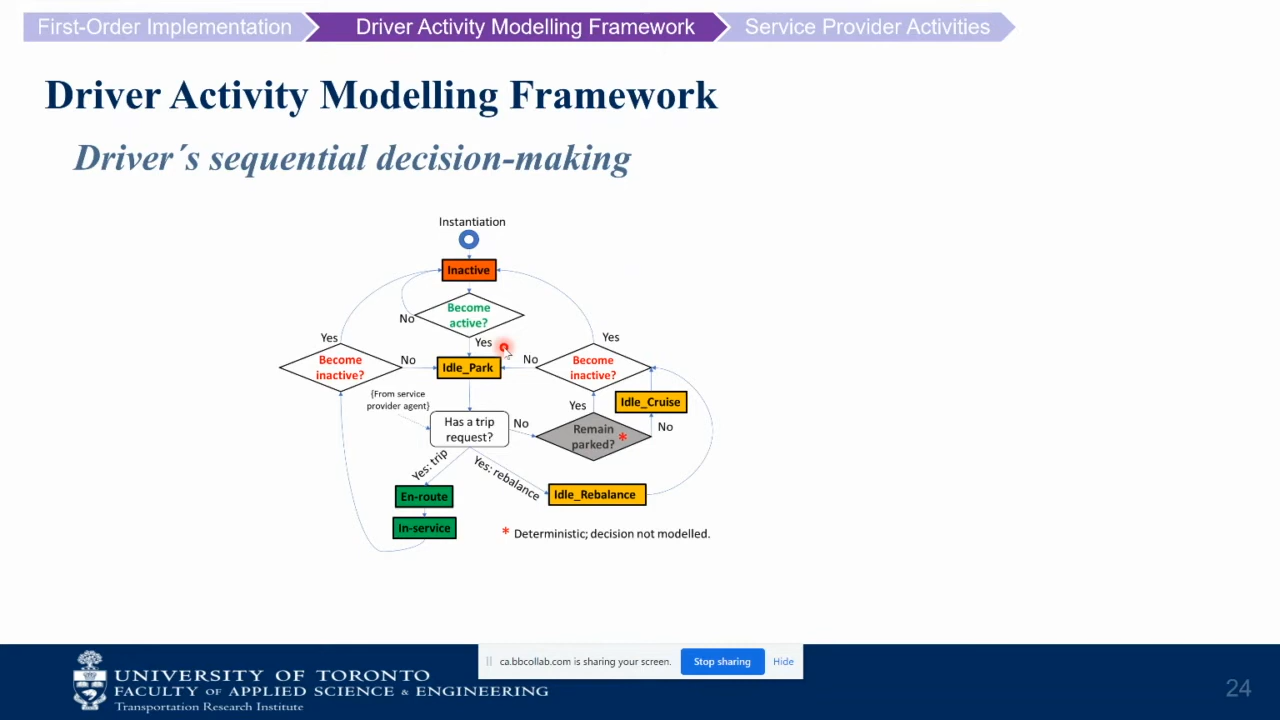 First-Order Implementation
Driver Activity Modelling Framework
Service Provider Activities
Driver Activity Modelling Framework
Driver´s sequential decision-making
Instantiation
Inactive
Become
active?
No
Yes
Yes
Yes
Become
inactive?
No
Idle_Park
No
Become
inactive?
{From service
provider agent}
Yes
Idle_Cruise
Has a trip
request?
No
Remain
parked? *
No
Yes: trip
Yes: rebalance
En-route
Idle_Rebalance
In-service
* Deterministic; decision not modelled.
ca.bbcollab.com is sharing your screen.
Stop sharing
Hide
UNIVERSITY OF TORONTO
FACULTY OF APPLIED SCIENCE & ENGINEERING
Transportation Research Institute
24